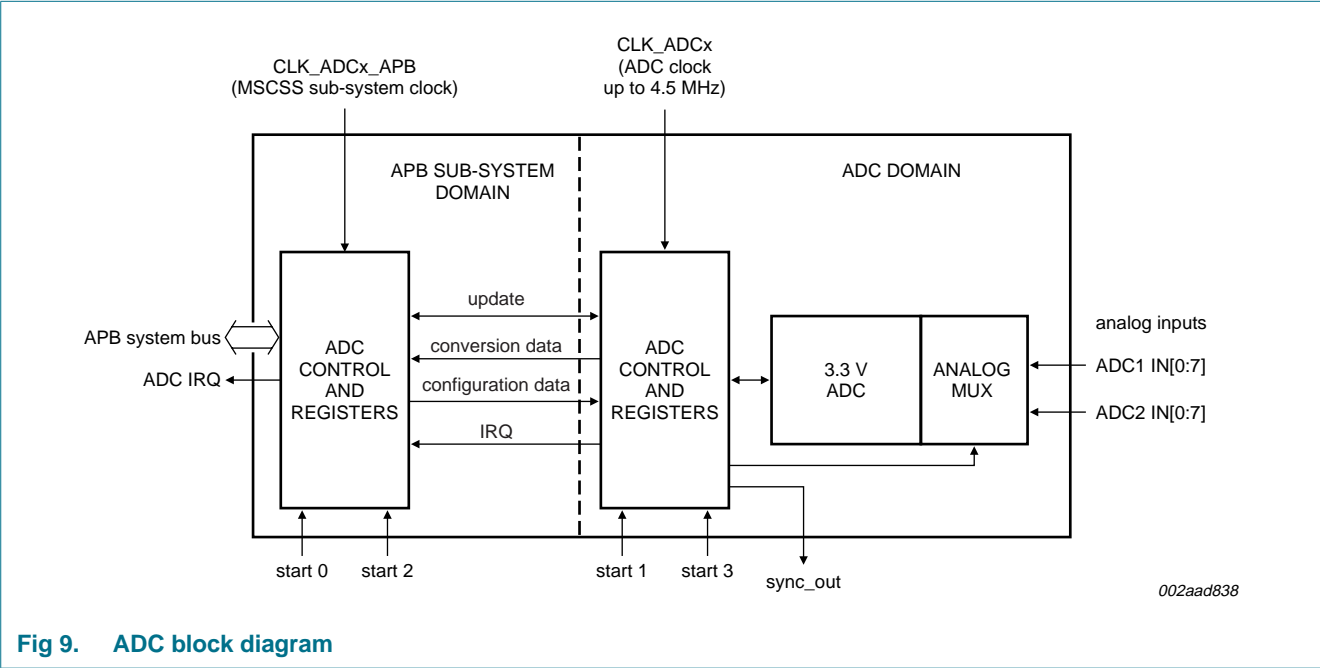 CLK_ADCx_APB
(MSCSS sub-system clock)
CLK_ADCx
(ADC clock
up to 4.5 MHz)
APB SUB-SYSTEM
DOMAIN
ADC DOMAIN
APB system bus
ADC IRQ
ADC
CONTROL
AND
REGISTERS
update
conversion data
configuration data
IRQ
ADC
CONTROL
AND
REGISTERS
3.3 V
ADC
ANALOG
MUX
analog inputs
ADC1 IN[0:7]
ADC2 IN[0:7]
start 0
start 2
start 1
start 3
sync_out
002aad838
Fig 9. ADC block diagram